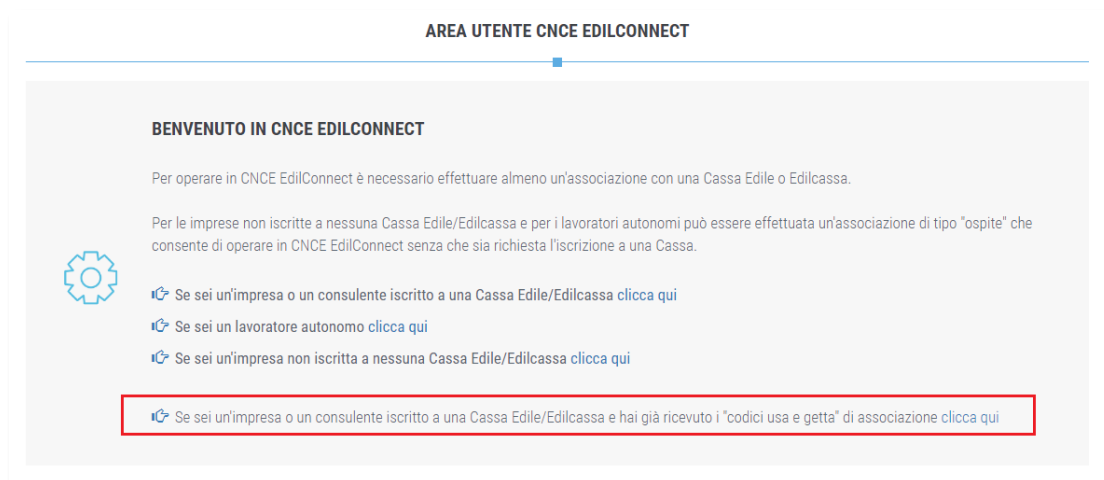 AREA UTENTE CNCE EDILCONNECT
BENVENUTO IN CNCE EDILCONNECT
Per operare in CNCE EdilConnect è necessario effettuare almeno un'associazione con una Cassa Edile o Edilcassa.
Per le imprese non iscritte a nessuna Cassa Edile/Edilcassa e per i lavoratori autonomi può essere effettuata un'associazione di tipo "ospite" che
consente di operare in CNCE EdilConnect senza che sia richiesta l'iscrizione a una Cassa.
Se sei un'impresa o un consulente iscritto a una Cassa Edile/Edilcassa clicca qui
Se sei un lavoratore autonomo clicca qui
Se sei un'impresa non iscritta a nessuna Cassa Edile/Edilcassa clicca qui
Se sei un'impresa o un consulente iscritto a una Cassa Edile/Edilcassa e hai già ricevuto i "codici usa e getta" di associazione clicca qui